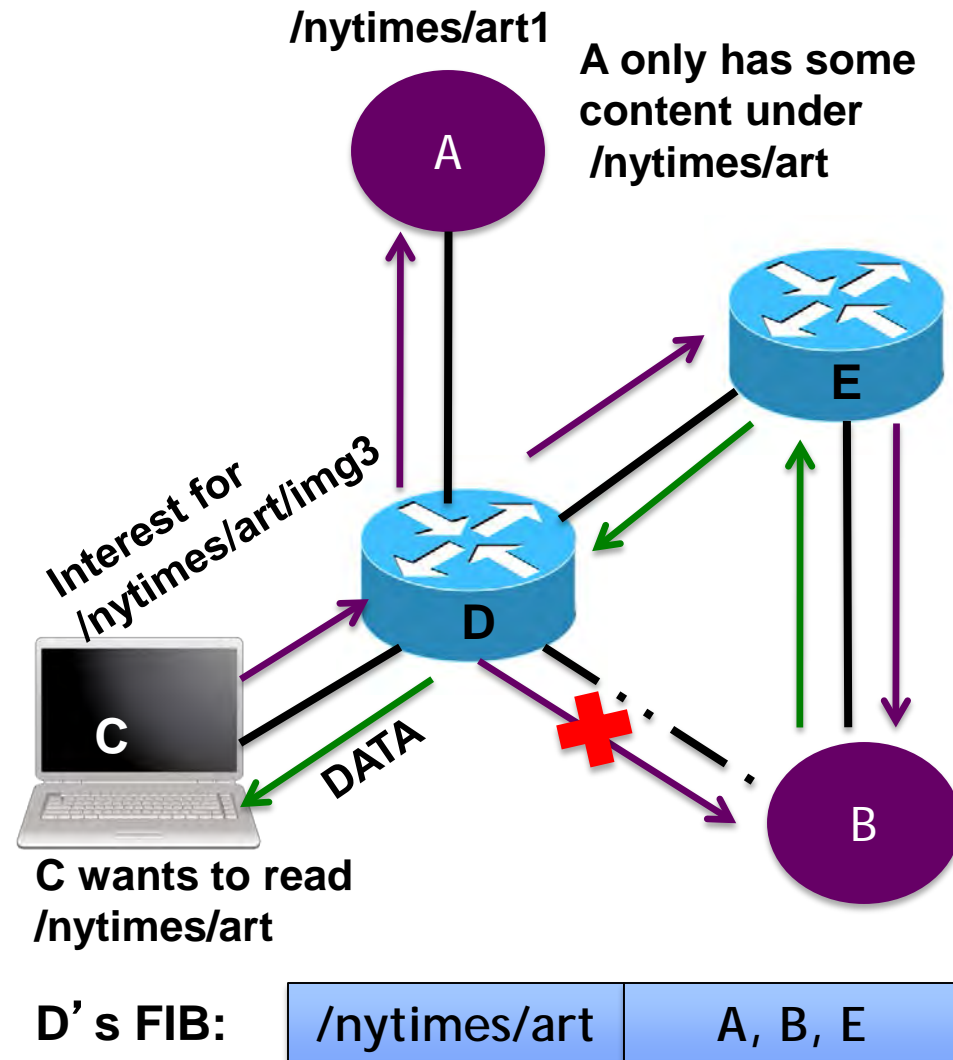 /nytimes/art1
A only has some
content under
/nytimes/art
A
E
Interest for
/nytimes/art/img3
D
C
DATA
B
C wants to read
/nytimes/art
D's FIB:
/nytimes/art
A, B, E